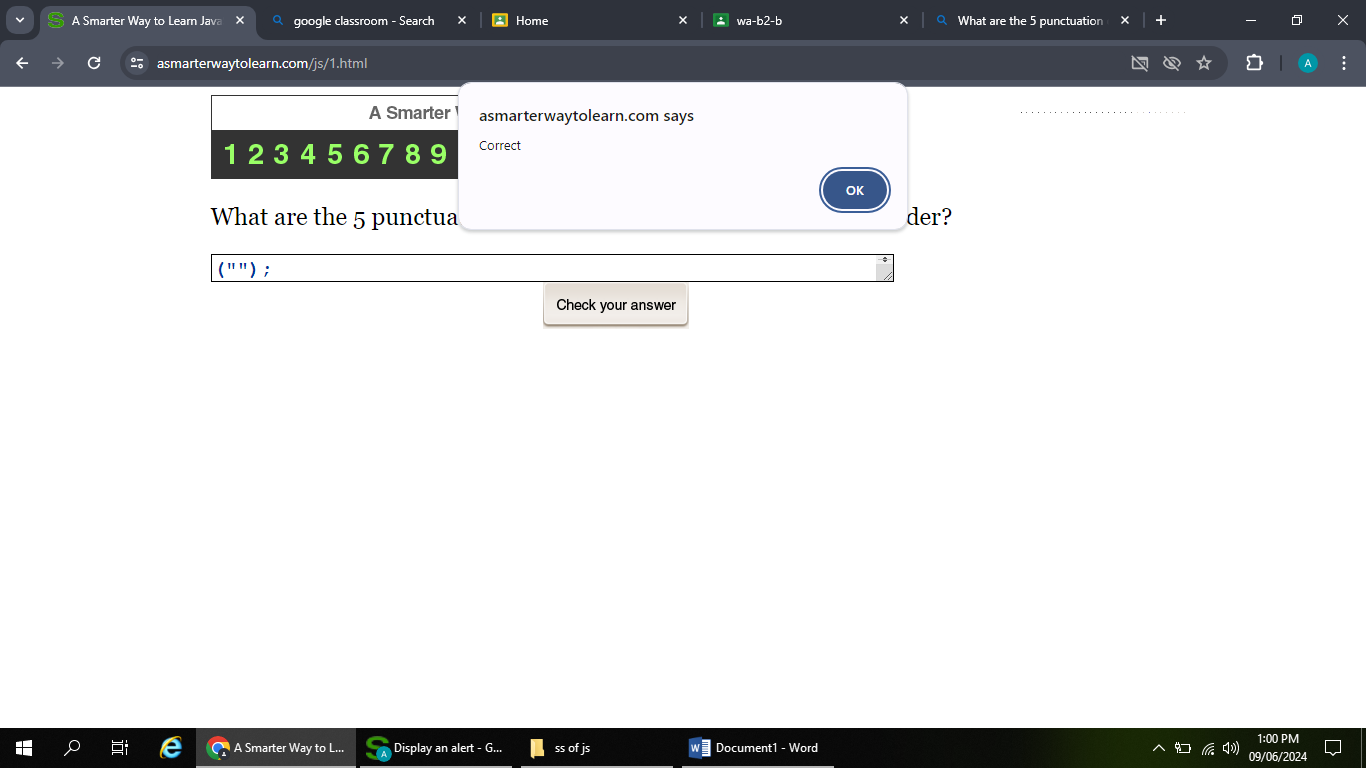 A Smarter Way to Learn Java
google classroom - Search
Home
wa-b2-b
What are the 5 punctuation
asmarterwaytolearn.com/js/1.html
A
A Smarter
asmarterwaytolearn.com says
Correct
OK
1 2 3 4 5 6 7 8 9
What are the 5 punctua der?
("");
Check your answer
A Smarter Way to L...
Display an alert - G...
ss of js
Document1 - Word
1:00 PM
09/06/2024